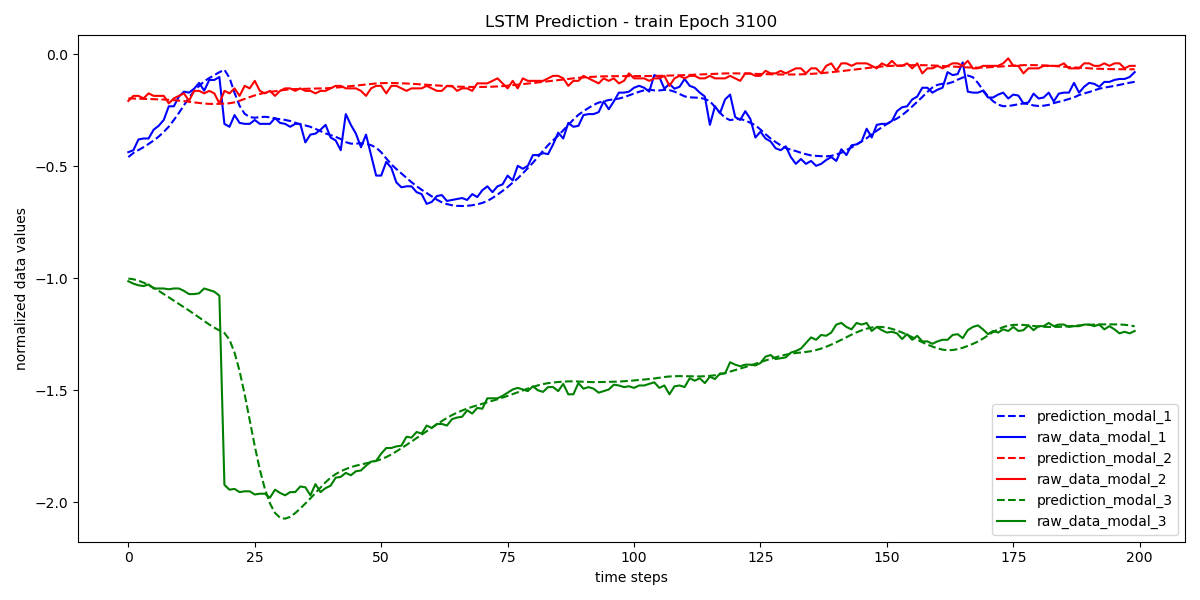 LSTM Prediction - train Epoch 3100
normalized data values
0.0
−0.5
−1.0
−1.5
−2.0
0 25 50 75 100 125 150 175 200
time steps
prediction_modal_1
raw_data_modal_1
prediction_modal_2
raw_data_modal_2
prediction_modal_3
raw_data_modal_3